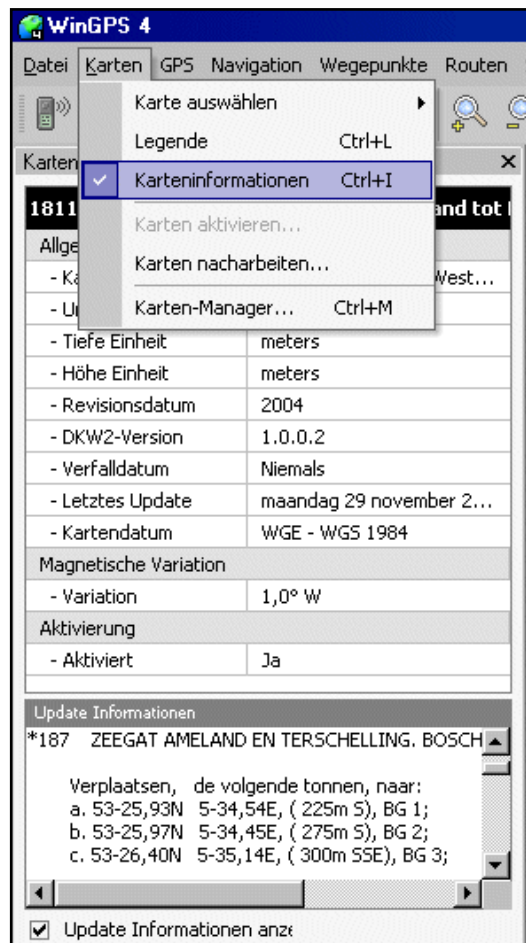 WinGPS 4
Datei Karten GPS Navigation Wegepunkte Routen
Karten
Karte auswählen
Legende Ctrl+L
Karteninformationen Ctrl+I
Karten aktivieren...
Karten nacharbeiten...
Karten-Manager... Ctrl+M
1811 and tot
Allge
- Ka West...
- Un
- Tiefe Einheit meters
- Höhe Einheit meters
- Revisionsdatum 2004
- DKW2-Version 1.0.0.2
- Verfalldatum Niemals
- Letztes Update maandag 29 november 2...
- Kartendatum WGE - WGS 1984
Magnetische Variation
- Variation 1,0° W
Aktivierung
- Aktiviert Ja
Update Informationen
*187 ZEEGAT AMELAND EN TERSCHELLING. BOSCH
Verplaatsen, de volgende tonnen, naar:
a. 53-25,93N 5-34,54E, ( 225m S), BG 1;
b. 53-25,97N 5-34,45E, ( 275m S), BG 2;
c. 53-26,40N 5-35,14E, ( 300m SSE), BG 3;
Update Informationen anze